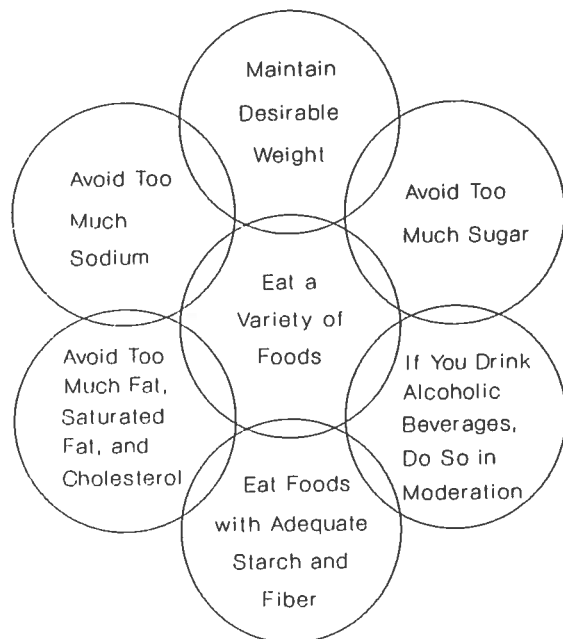 Maintain
Desirable
Weight
Avoid Too
Much
Sodium
Avoid Too
Much Sugar
Eat a
Variety of
Foods
Avoid Too
Much Fat,
Saturated
Fat, and
Cholesterol
If You Drink
Alcoholic
Beverages,
Do So in
Moderation
Eat Foods
with Adequate
Starch and
Fiber